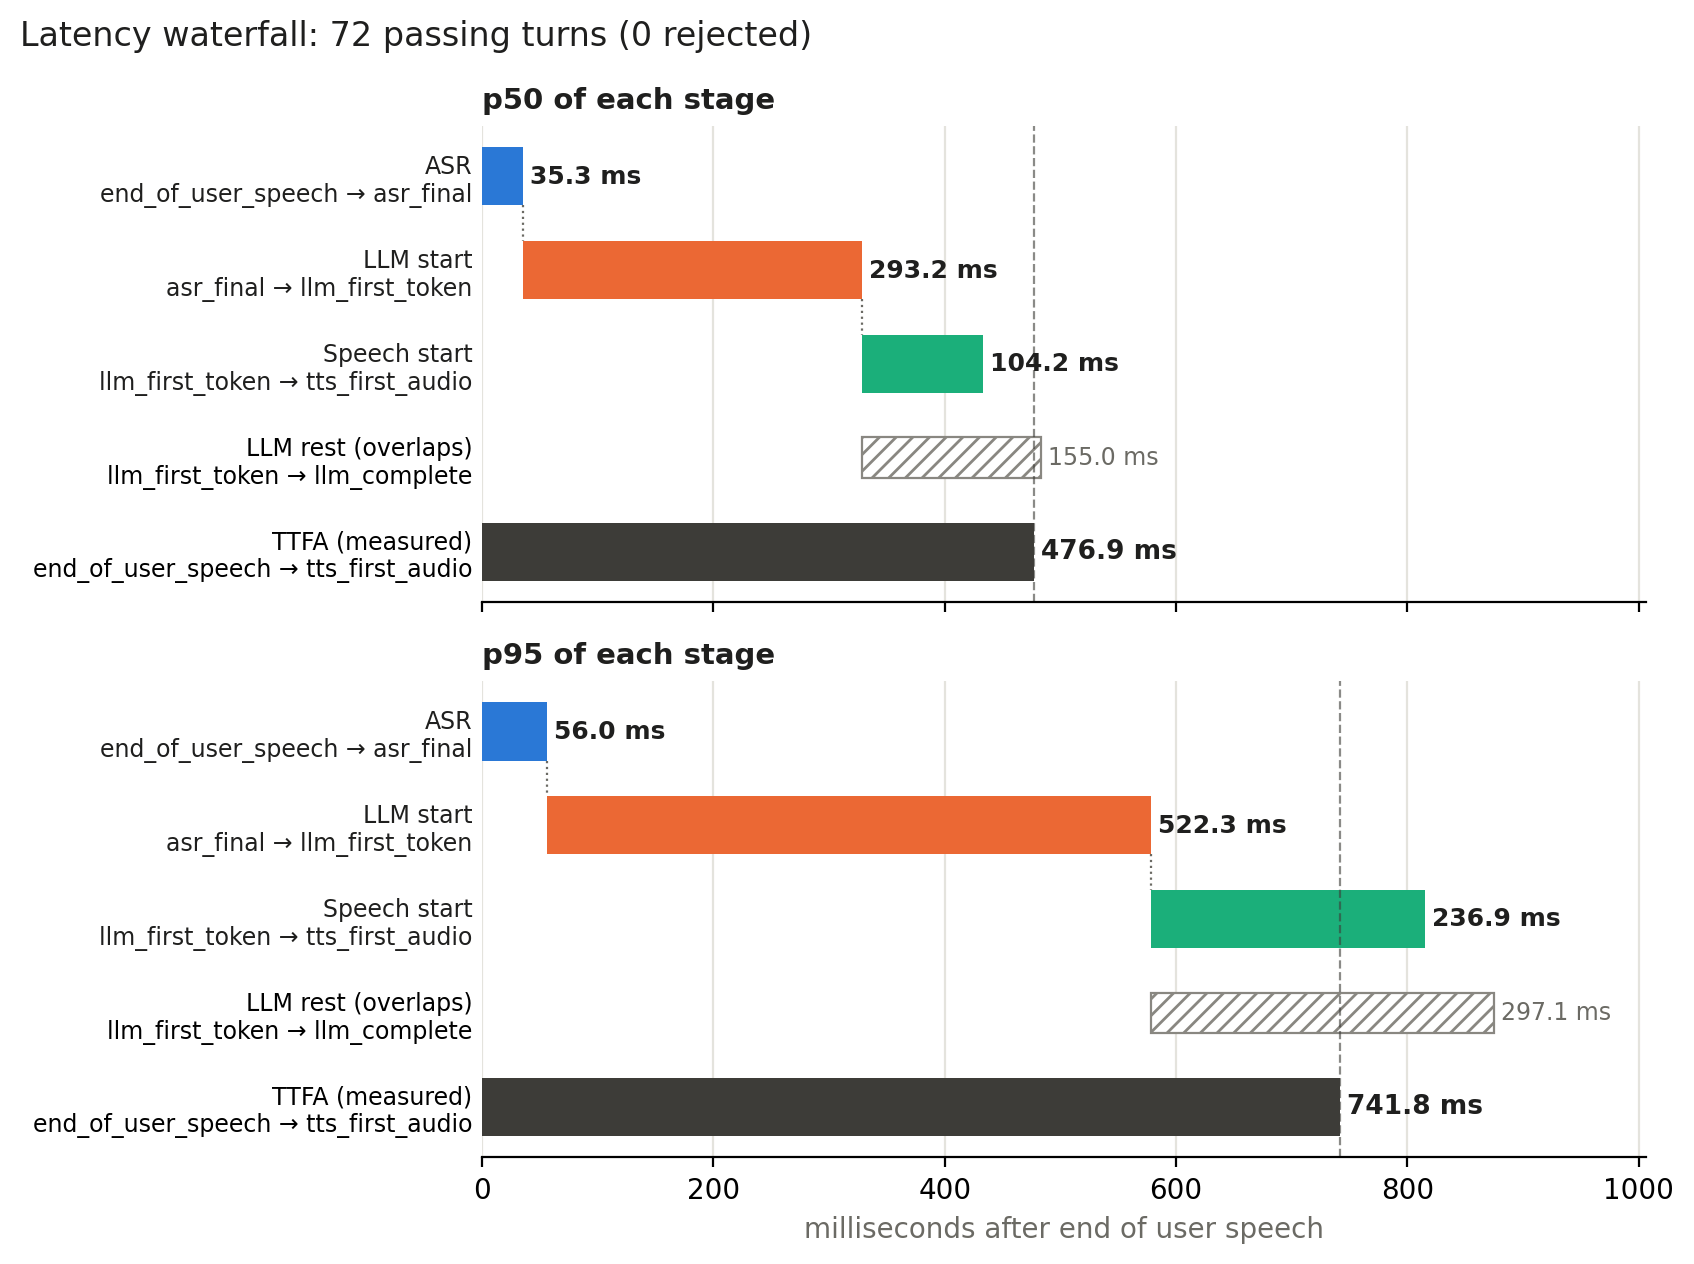 Latency waterfall: 72 passing turns (0 rejected)
p50 of each stage
ASR
end_of_user_speech → asr_final
35.3 ms
LLM start
asr_final → llm_first_token
293.2 ms
Speech start
llm_first_token → tts_first_audio
104.2 ms
LLM rest (overlaps)
llm_first_token → llm_complete
155.0 ms
TTFA (measured)
end_of_user_speech → tts_first_audio
476.9 ms
p95 of each stage
ASR
end_of_user_speech → asr_final
56.0 ms
LLM start
asr_final → llm_first_token
522.3 ms
Speech start
llm_first_token → tts_first_audio
236.9 ms
LLM rest (overlaps)
llm_first_token → llm_complete
297.1 ms
TTFA (measured)
end_of_user_speech → tts_first_audio
741.8 ms
0 200 400 600 800 1000
milliseconds after end of user speech